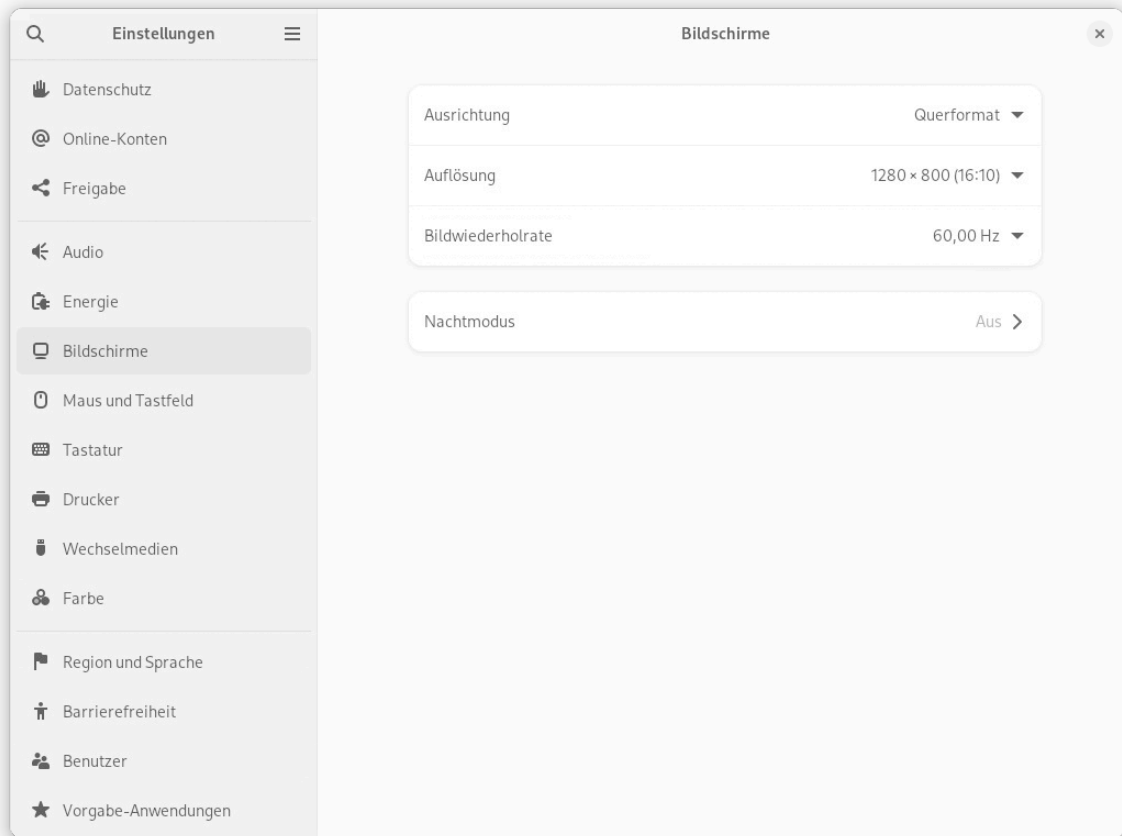 Einstellungen
Datenschutz
Online-Konten
Freigabe
Audio
Energie
Bildschirme
Maus und Tastfeld
Tastatur
Drucker
Wechselmedien
Farbe
Region und Sprache
Barrierefreiheit
Benutzer
Vorgabe-Anwendungen
Bildschirme
Ausrichtung Querformat
Auflösung 1280 × 800 (16:10)
Bildwiederholrate 60,00 Hz
Nachtmodus Aus